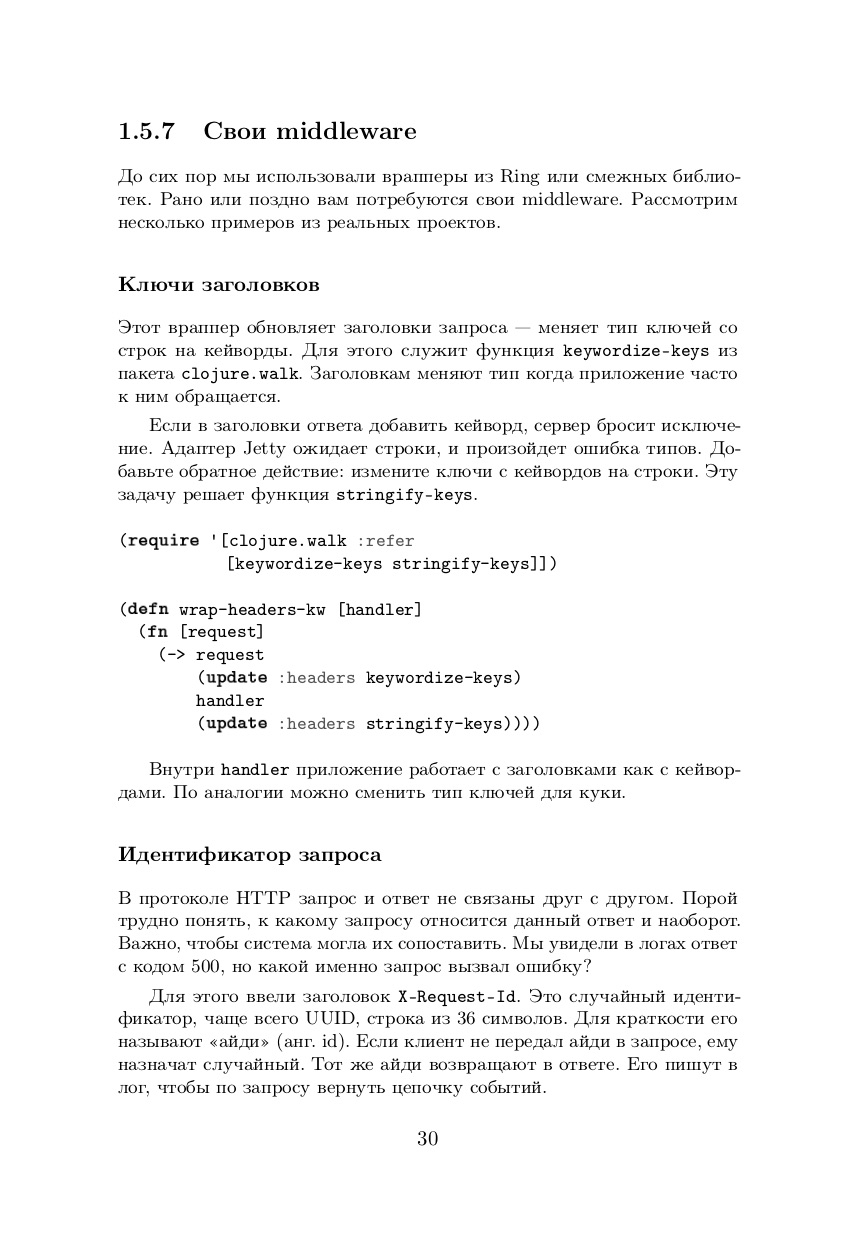 1.5.7 Свои middleware
До сих пор мы использовали врапперы из Ring или смежных библио-
тек. Рано или поздно вам потребуются свои middleware. Рассмотрим
несколько примеров из реальных проектов.
Ключи заголовков
Этот враппер обновляет заголовки запроса — меняет тип ключей со
строк на кейворды. Для этого служит функция keywordize-keys из
пакета clojure.walk. Заголовкам меняют тип когда приложение часто
к ним обращается.
Если в заголовки ответа добавить кейворд, сервер бросит исключе-
ние. Адаптер Jetty ожидает строки, и произойдет ошибка типов. До-
бавьте обратное действие: измените ключи с кейвордов на строки. Эту
задачу решает функция stringify-keys.
(require '[clojure.walk :refer
           [keywordize-keys stringify-keys]])
(defn wrap-headers-kw [handler]
  (fn [request]
    (-> request
        (update :headers keywordize-keys)
        handler
        (update :headers stringify-keys))))
Внутри handler приложение работает с заголовками как с кейвор-
дами. По аналогии можно сменить тип ключей для куки.
Идентификатор запроса
В протоколе HTTP запрос и ответ не связаны друг с другом. Порой
трудно понять, к какому запросу относится данный ответ и наоборот.
Важно, чтобы система могла их сопоставить. Мы увидели в логах ответ
с кодом 500, но какой именно запрос вызвал ошибку?
Для этого ввели заголовок X-Request-Id. Это случайный иденти-
фикатор, чаще всего UUID, строка из 36 символов. Для краткости его
называют «айди» (анг. id). Если клиент не передал айди в запросе, ему
назначат случайный. Тот же айди возвращают в ответе. Его пишут в
лог, чтобы по запросу вернуть цепочку событий.
30